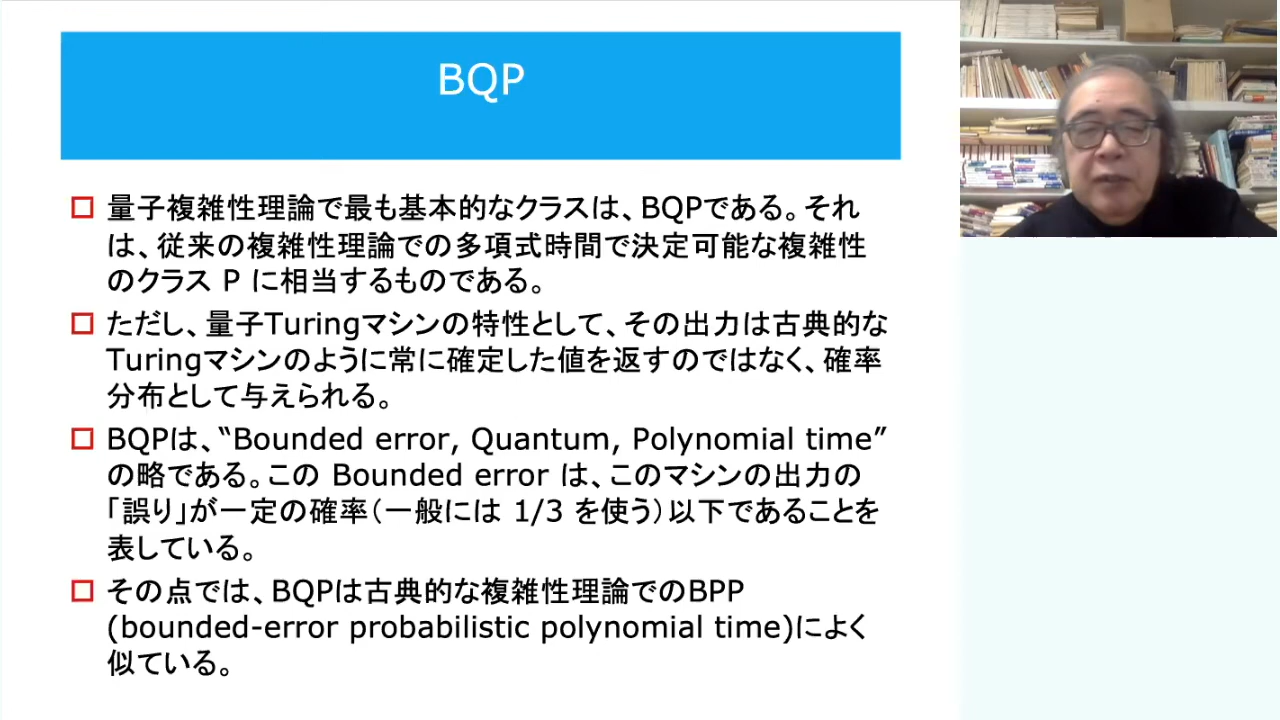 BQP
量子複雑性理論で最も基本的なクラスは、BQPである。それ
は、従来の複雑性理論での多項式時間で決定可能な複雑性
のクラス P に相当するものである。
ただし、量子Turingマシンの特性として、その出力は古典的な
Turingマシンのように常に確定した値を返すのではなく、確率
分布として与えられる。
BQPは、“Bounded error, Quantum, Polynomial time”
の略である。この Bounded error は、このマシンの出力の
「誤り」が一定の確率（一般には 1/3 を使う）以下であることを
表している。
その点では、BQPは古典的な複雑性理論でのBPP
(bounded-error probabilistic polynomial time)によく
似ている。